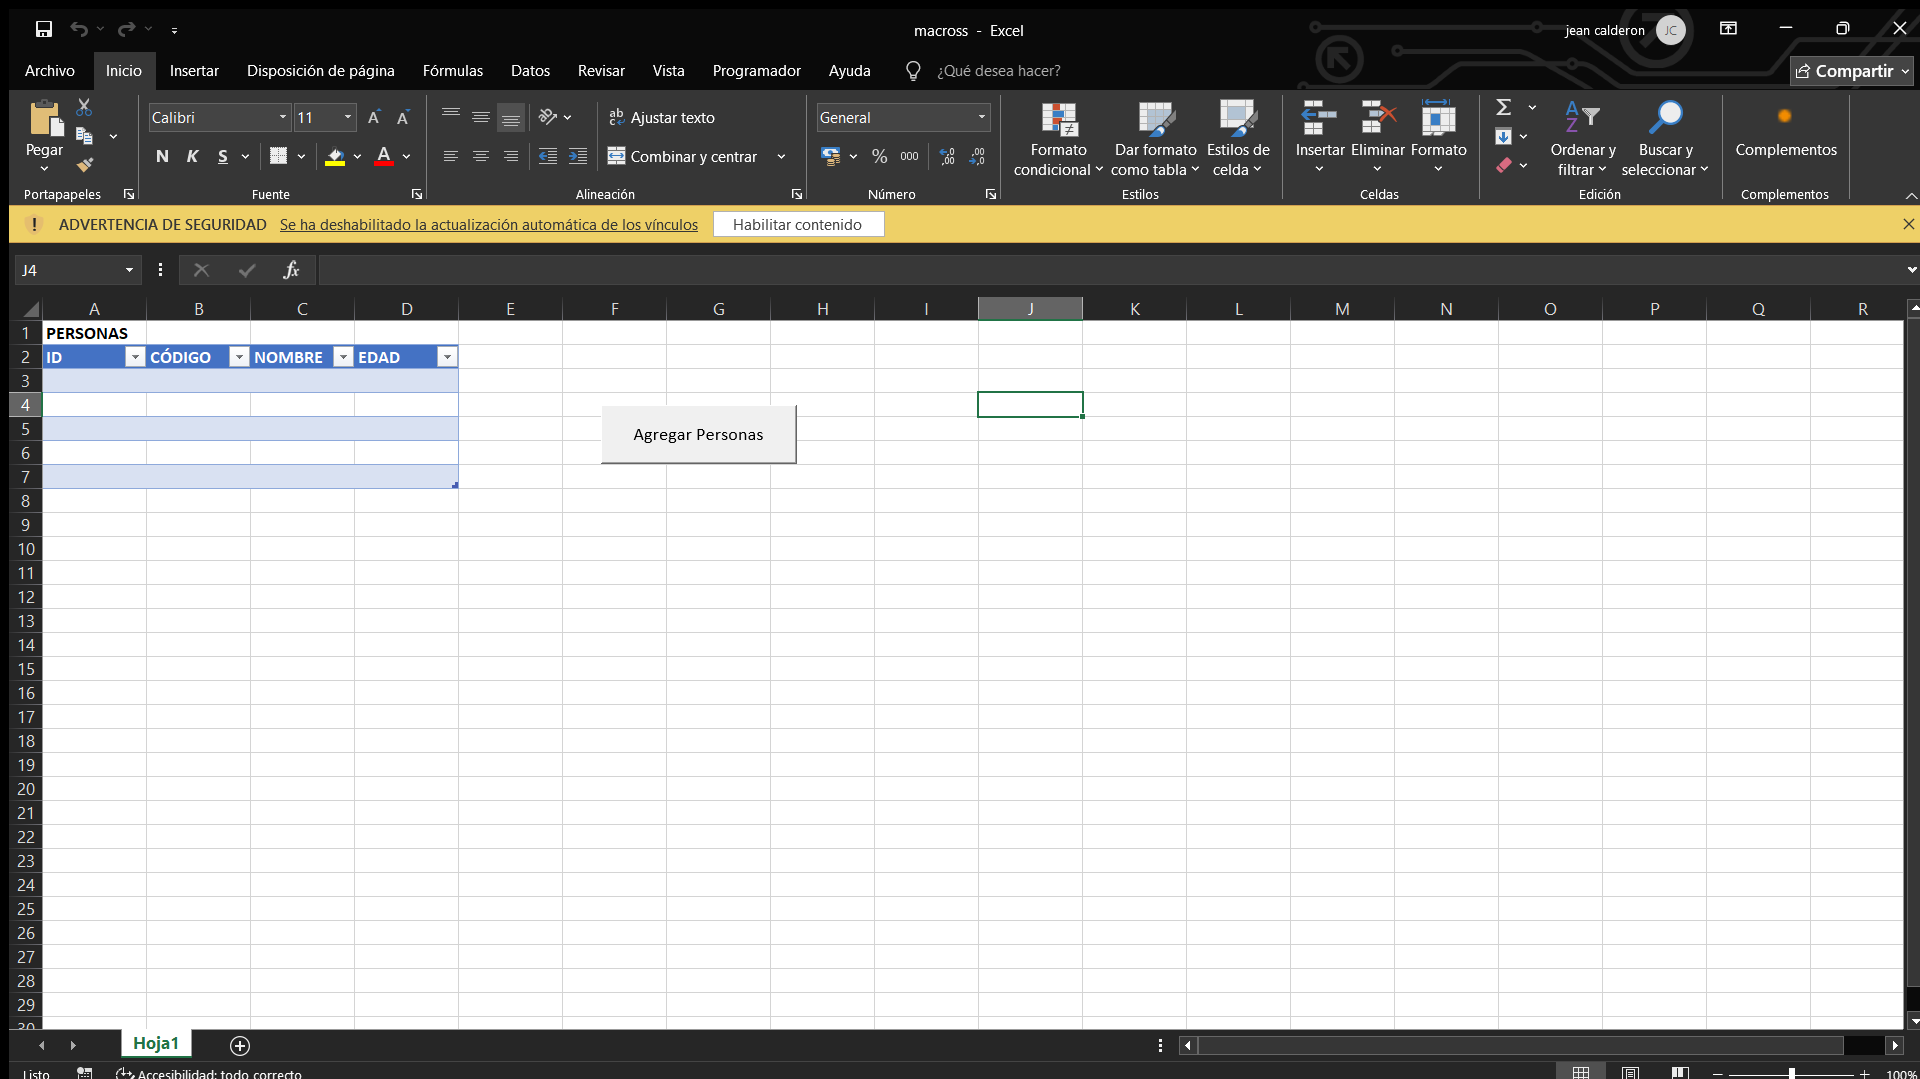 macross - Excel
jean calderon
JC
Archivo Inicio Insertar Disposición de página Fórmulas Datos Revisar Vista Programador Ayuda ¿Qué desea hacer? Compartir
Pegar
Portapapeles
Calibri 11
N K S
Fuente
Ajustar texto
Combinar y centrar
Alineación
General
% 000
Número
Formato condicional
Dar formato como tabla
Estilos de celda
Estilos
Insertar Eliminar Formato
Celdas
Ordenar y filtrar
Buscar y seleccionar
Edición
Complementos
Complementos
ADVERTENCIA DE SEGURIDAD Se ha deshabilitado la actualización automática de los vínculos Habilitar contenido
J4 fx
A B C D E F G H I J K L M N O P Q R
1 PERSONAS
2 ID CÓDIGO NOMBRE EDAD
3
4
5 Agregar Personas
6
7
8
9
10
11
12
13
14
15
16
17
18
19
20
21
22
23
24
25
26
27
28
29
30
Hoja1
Listo Accesibilidad: todo correcto 100%